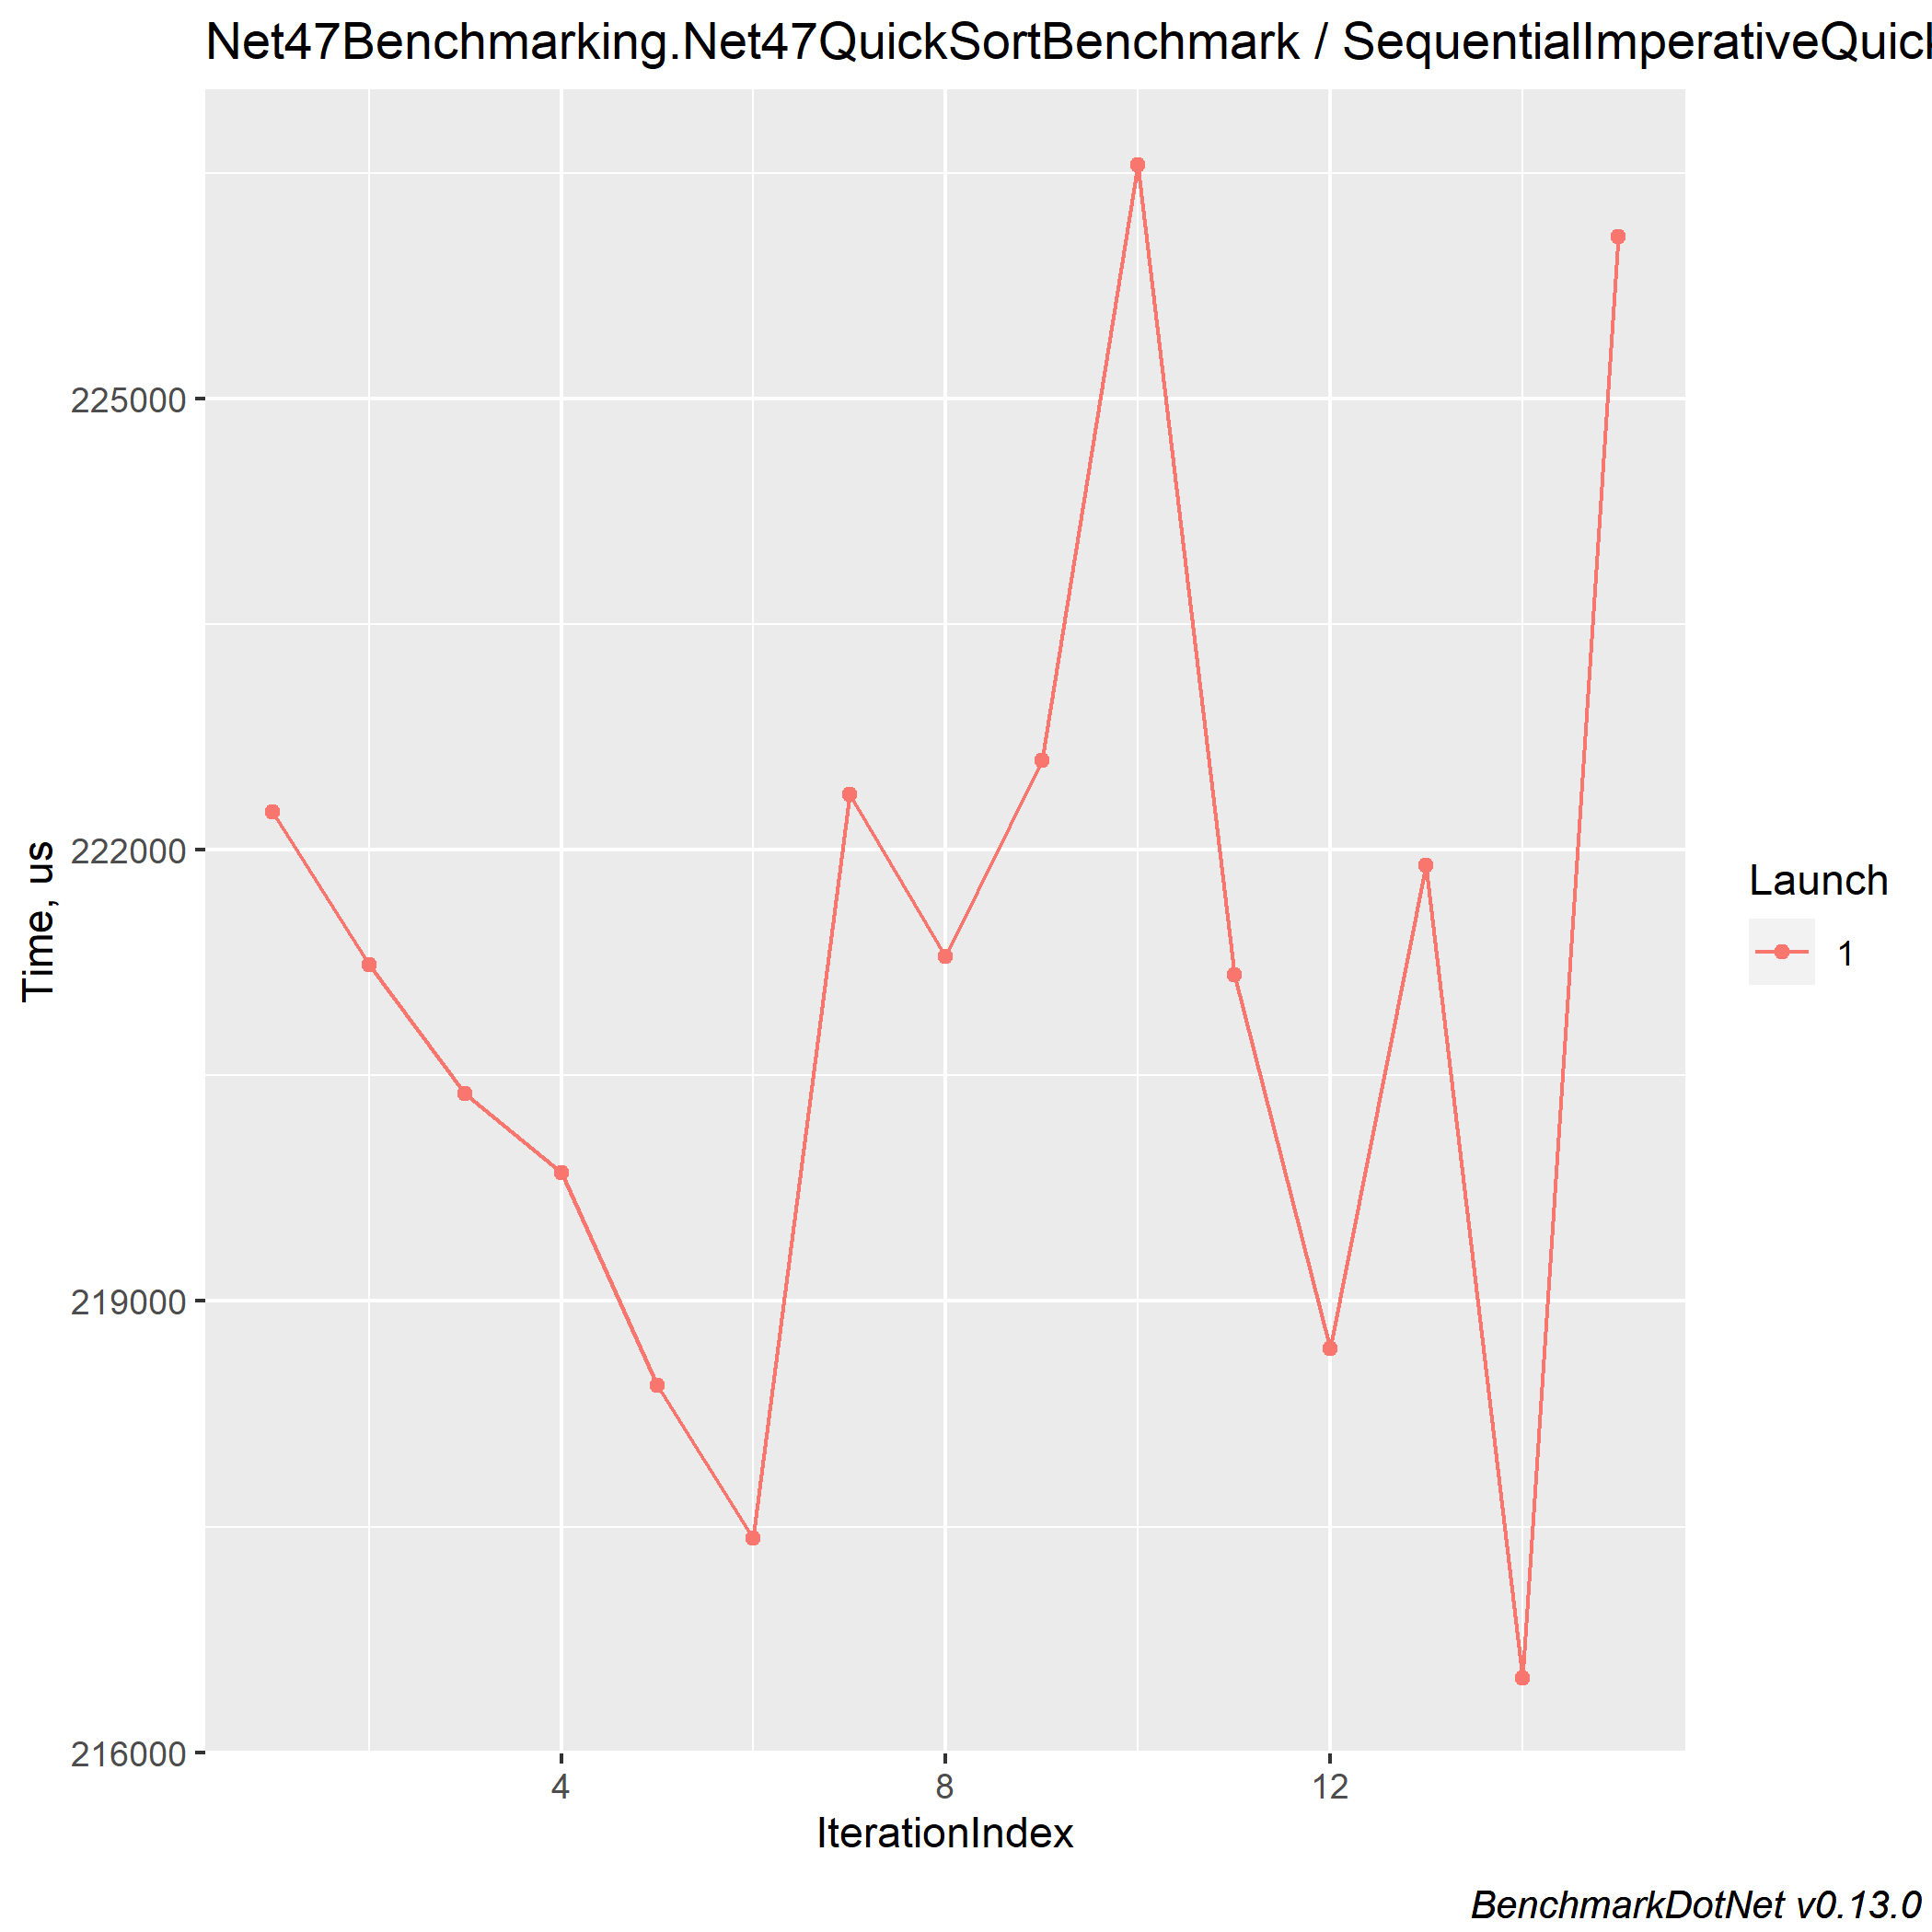 Net47Benchmarking.Net47QuickSortBenchmark / SequentialImperativeQuic
225000
222000
219000
216000
Time, us
4 8 12
IterationIndex
Launch
1
BenchmarkDotNet v0.13.0